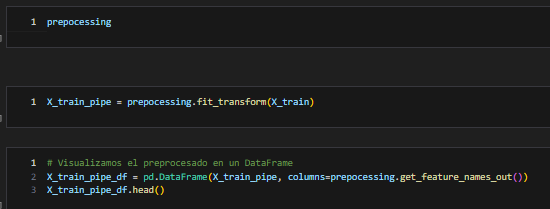 1 prepocessing
1 X_train_pipe = prepocessing.fit_transform(X_train)
1 # Visualizamos el preprocesado en un DataFrame
2 X_train_pipe_df = pd.DataFrame(X_train_pipe, columns=prepocessing.get_feature_names_out())
3 X_train_pipe_df.head()